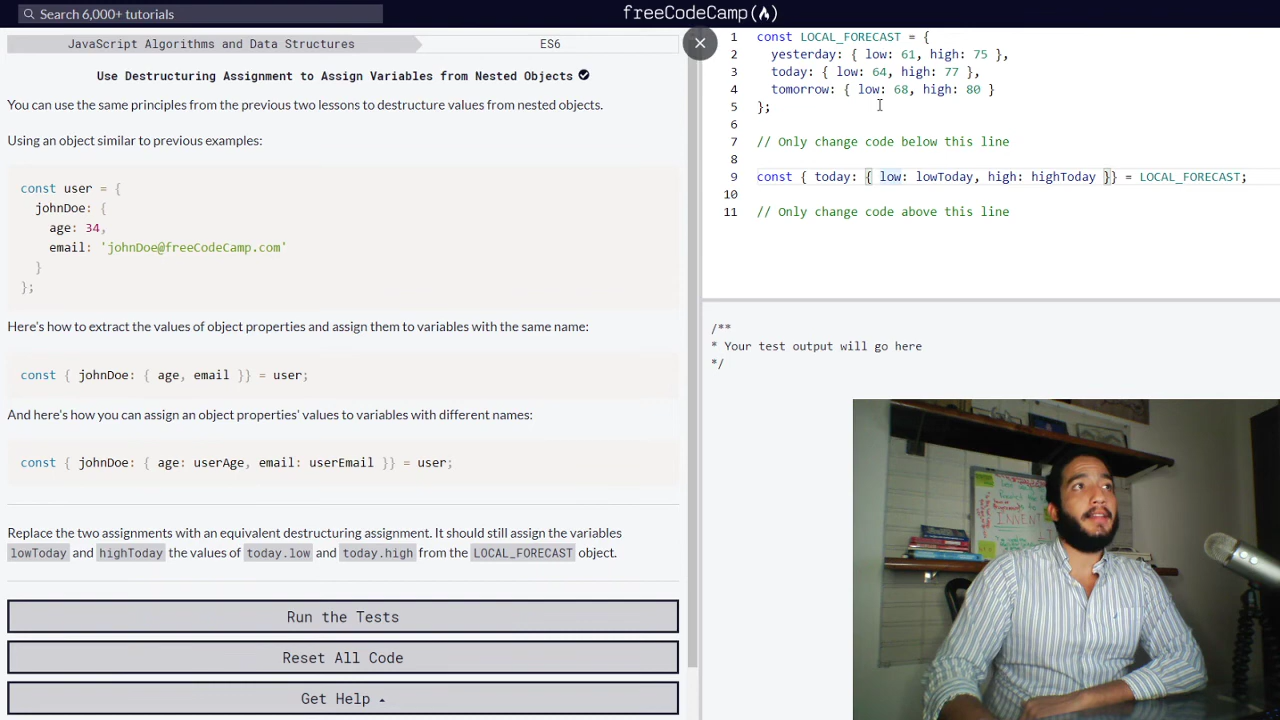 Search 6,000+ tutorials
freeCodeCamp
JavaScript Algorithms and Data Structures
ES6
Use Destructuring Assignment to Assign Variables from Nested Objects
You can use the same principles from the previous two lessons to destructure values from nested objects.
Using an object similar to previous examples:
const user = {
johnDoe: {
age: 34,
email: 'johnDoe@freeCodeCamp.com'
}
};
Here's how to extract the values of object properties and assign them to variables with the same name:
const { johnDoe: { age, email }} = user;
And here's how you can assign an object properties' values to variables with different names:
const { johnDoe: { age: userAge, email: userEmail }} = user;
Replace the two assignments with an equivalent destructuring assignment. It should still assign the variables
lowToday and highToday the values of today.low and today.high from the LOCAL_FORECAST object.
Run the Tests
Reset All Code
Get Help
1 const LOCAL_FORECAST = {
2 yesterday: { low: 61, high: 75 },
3 today: { low: 64, high: 77 },
4 tomorrow: { low: 68, high: 80 }
5 };
6
7 // Only change code below this line
8
9 const { today: { low: lowToday, high: highToday }} = LOCAL_FORECAST;
10
11 // Only change code above this line
/**
* Your test output will go here
*/
INVENT